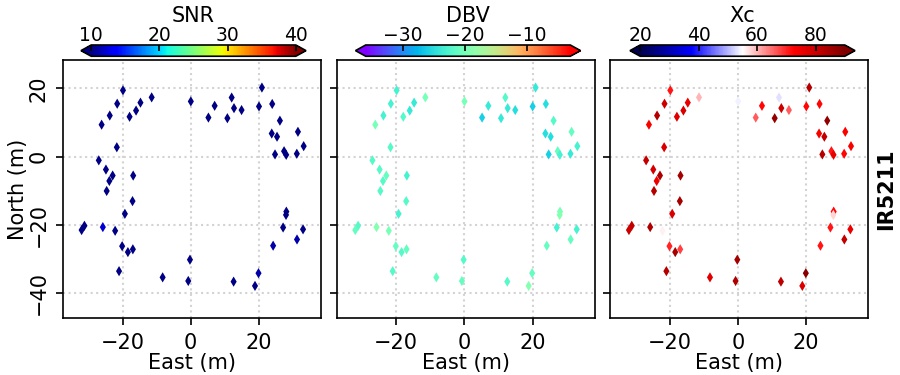 SNR DBV Xc
10 20 30 40 −30 −20 −10 20 40 60 80
20
0
−20
−40
North (m)
IR5211
−20 0 20 −20 0 20 −20 0 20
East (m) East (m) East (m)